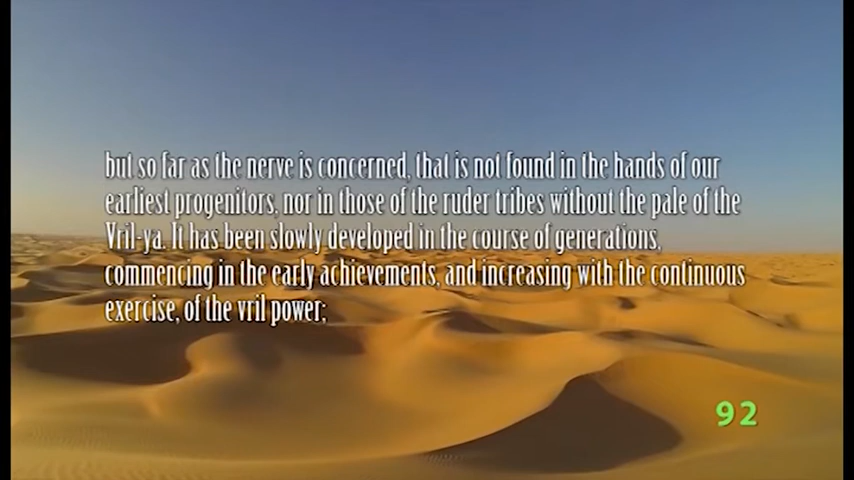 but so far as the nerve is concerned, that is not found in the hands of our
earliest progenitors, nor in those of the ruder tribes without the pale of the
Vril-ya. It has been slowly developed in the course of generations,
commencing in the early achievements, and increasing with the continuous
exercise, of the vril power;
92